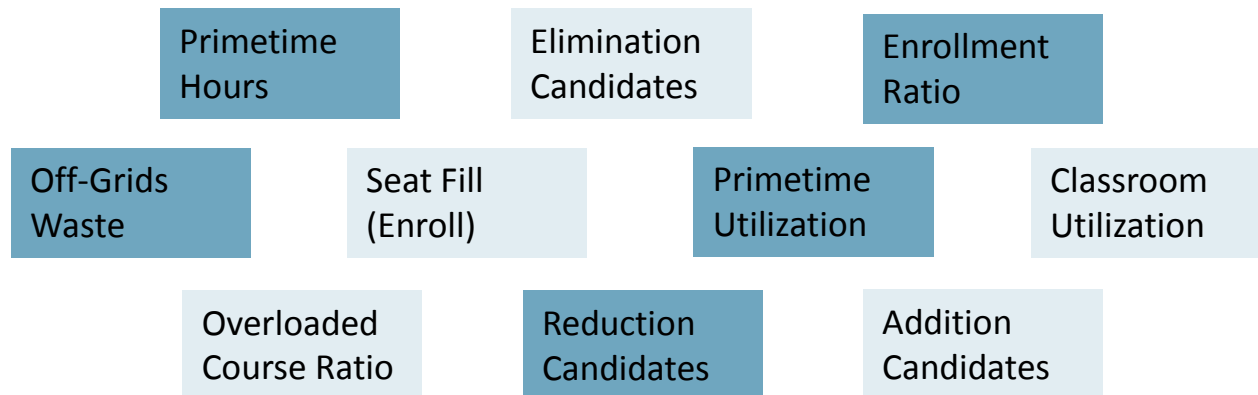 Primetime
Hours
Elimination
Candidates
Enrollment
Ratio
Off-Grids
Waste
Seat Fill
(Enroll)
Primetime
Utilization
Classroom
Utilization
Overloaded
Course Ratio
Reduction
Candidates
Addition
Candidates